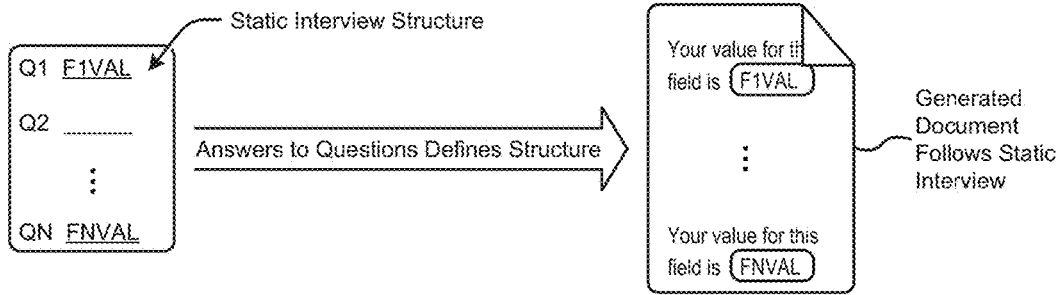 Static Interview Structure
Q1 F1VAL
Q2
QN FNVAL
Answers to Questions Defines Structure
Your value for th
field is F1VAL
Your value for this
field is FNVAL
Generated
Document
Follows Static
Interview